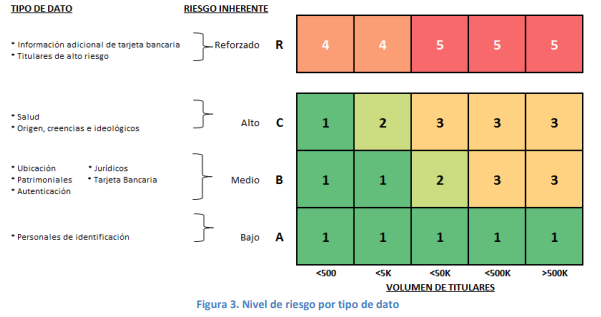 TIPO DE DATO RIESGO INHERENTE
* Información adicional de tarjeta bancaria
* Titulares de alto riesgo
Reforzado R 4 4 5 5 5
* Salud
* Origen, creencias e ideológicos
Alto C 1 2 3 3 3
* Ubicación * Jurídicos
* Patrimoniales * Tarjeta Bancaria
* Autenticación
Medio B 1 1 2 3 3
* Personales de identificación
Bajo A 1 1 1 1 1
<500 <5K <50K <500K >500K
VOLUMEN DE TITULARES
Figura 3. Nivel de riesgo por tipo de dato